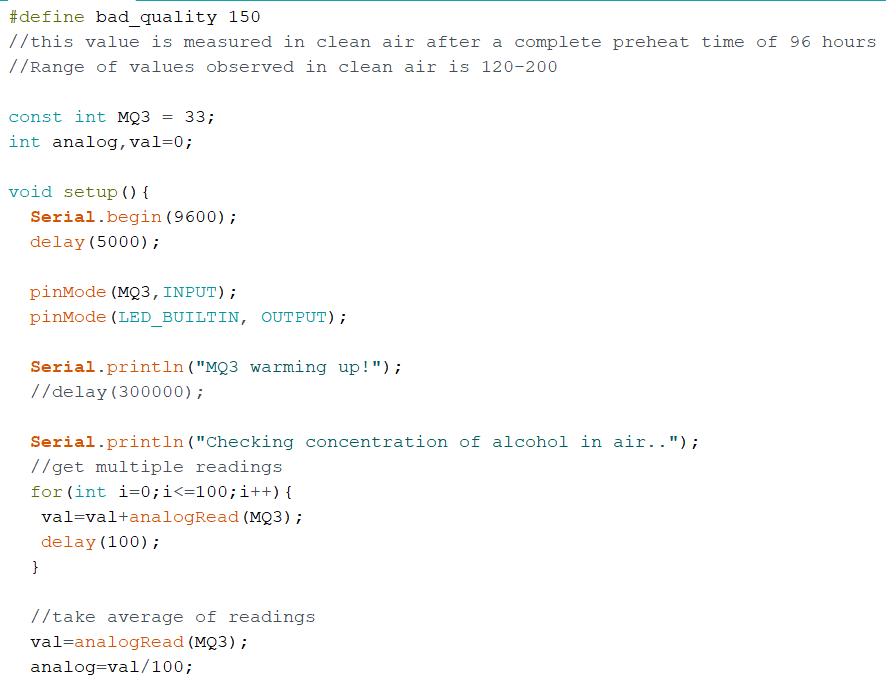 #define bad_quality 150
//this value is measured in clean air after a complete preheat time of 96 hours
//Range of values observed in clean air is 120-200
const int MQ3 = 33;
int analog,val=0;
void setup(){
Serial.begin(9600);
delay(5000);
pinMode(MQ3,INPUT);
pinMode(LED_BUILTIN, OUTPUT);
Serial.println("MQ3 warming up!");
//delay(300000);
Serial.println("Checking concentration of alcohol in air..");
//get multiple readings
for(int i=0;i<=100;i++){
val=val+analogRead(MQ3);
delay(100);
}
//take average of readings
val=analogRead(MQ3);
analog=val/100;